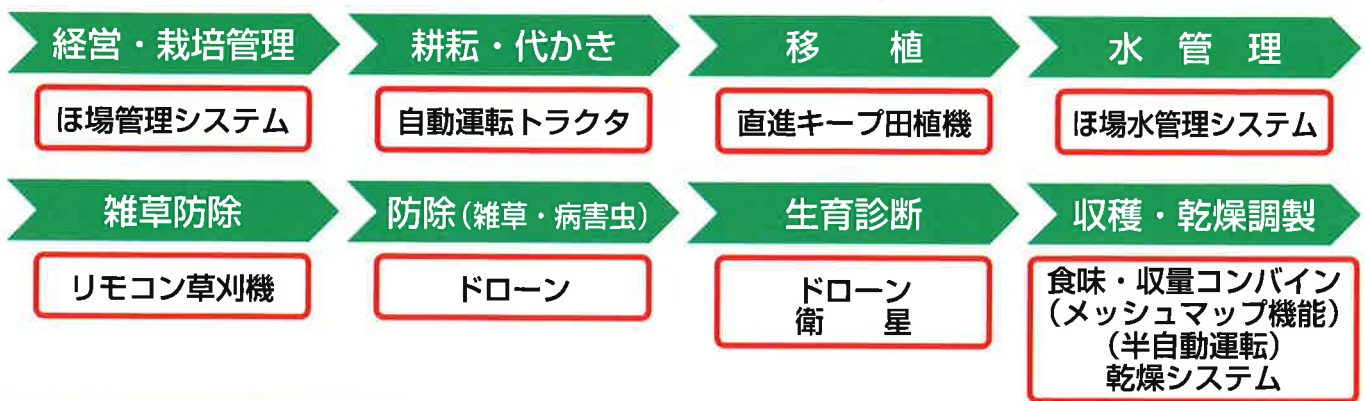 経営・栽培管理
耕耘・代かき
移　植
水　管　理
ほ場管理システム
自動運転トラクタ
直進キープ田植機
ほ場水管理システム
雑草防除
防除(雑草・病害虫)
生育診断
収穫・乾燥調製
リモコン草刈機
ドローン
ドローン
衛　星
食味・収量コンバイン
(メッシュマップ機能)
(半自動運転)
乾燥システム